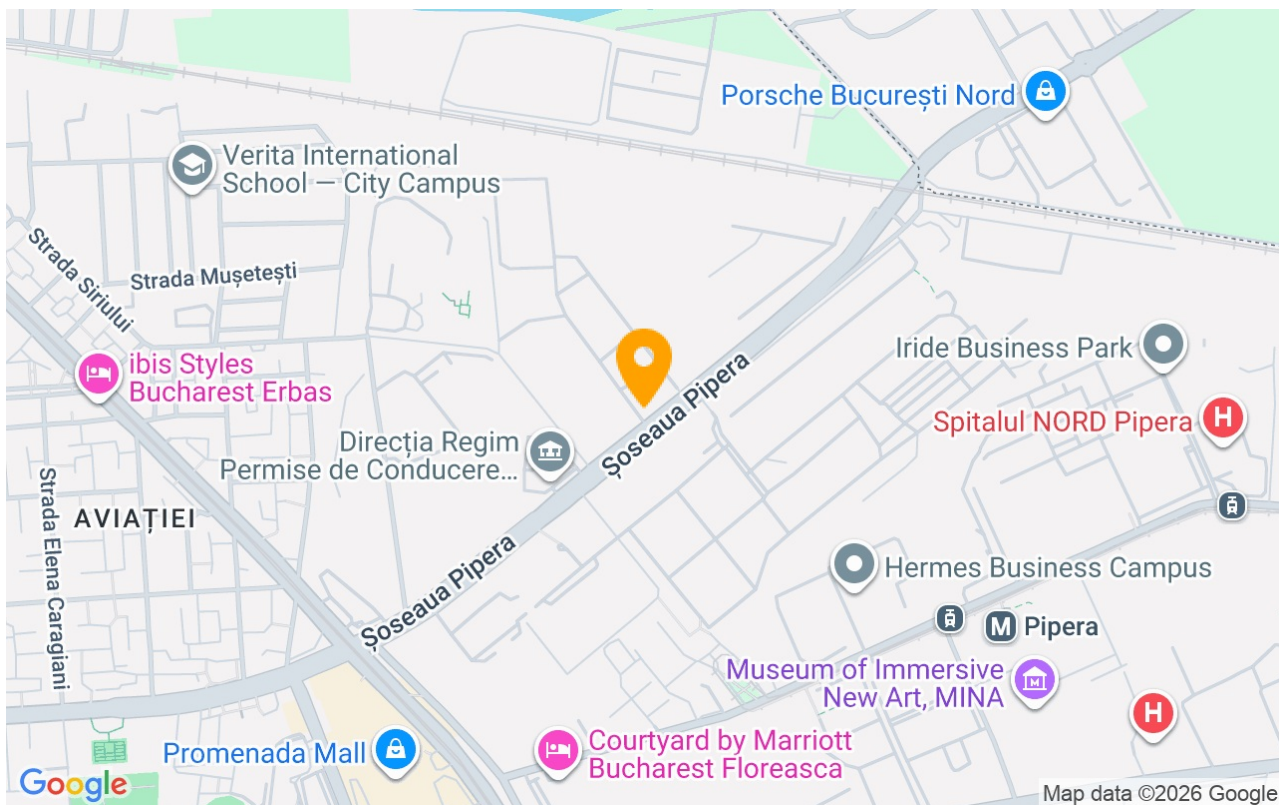 Porsche București Nord
Verita International
School — City Campus
Strada Siriului
Strada Mușetești
Iride Business Park
ibis Styles
Bucharest Erbas
Șoseaua Pipera
Spitalul NORD Pipera
H
Direcția Regim
Permise de Conducere...
Strada Elena Caragiani
AVIAȚIEI
Șoseaua Pipera
Hermes Business Campus
M Pipera
Museum of Immersive
New Art, MINA
H
Promenada Mall
Courtyard by Marriott
Bucharest Floreasca
Google
Map data ©2026 Google